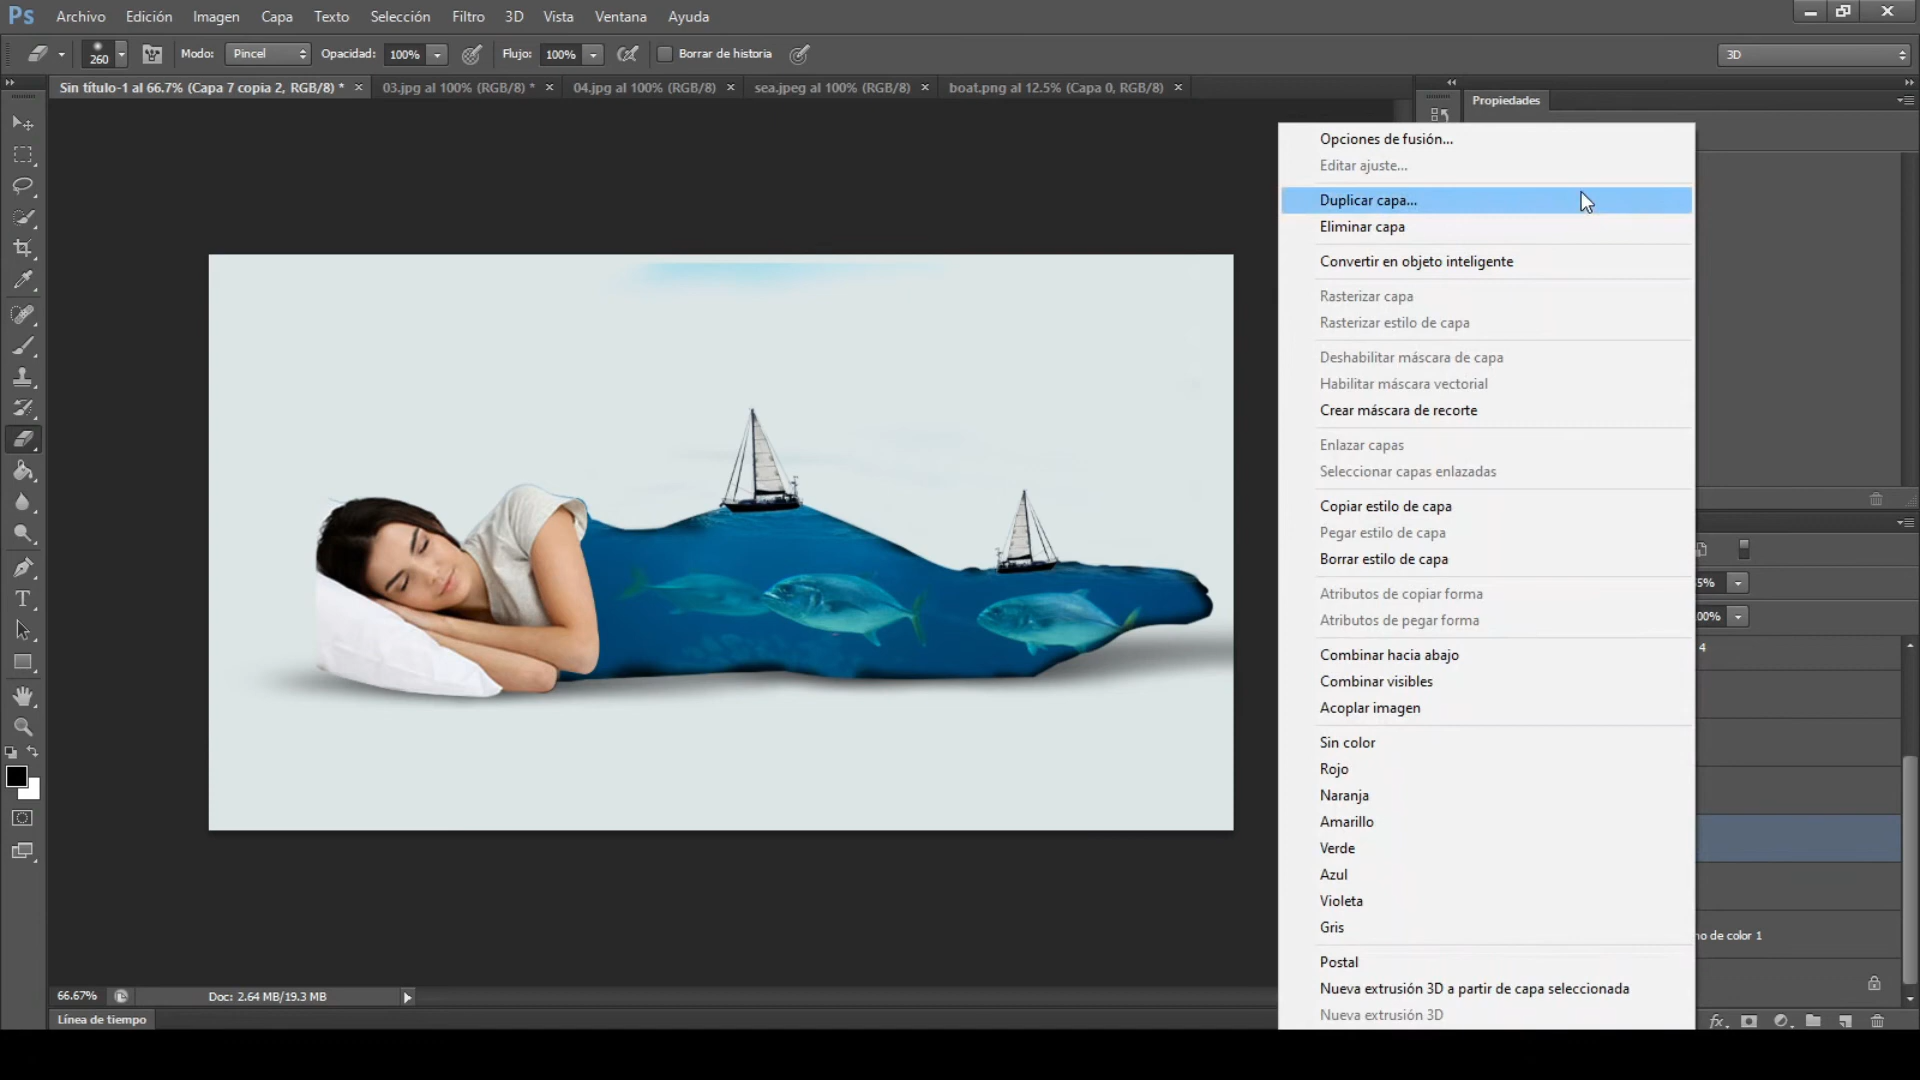 Ps Archivo Edición Imagen Capa Texto Selección Filtro 3D Vista Ventana Ayuda
260 Modo: Pincel Opacidad: 100% Flujo: 100% Borrar de historia 3D
Sin título-1 al 66.7% (Capa 7 copia 2, RGB/8) * 03.jpg al 100% (RGB/8) * 04.jpg al 100% (RGB/8) sea.jpeg al 100% (RGB/8) boat.png al 12.5% (Capa 0, RGB/8)
Propiedades
Opciones de fusión...
Editar ajuste...
Duplicar capa...
Eliminar capa
Convertir en objeto inteligente
Rasterizar capa
Rasterizar estilo de capa
Deshabilitar máscara de capa
Habilitar máscara vectorial
Crear máscara de recorte
Enlazar capas
Seleccionar capas enlazadas
Copiar estilo de capa
Pegar estilo de capa
Borrar estilo de capa
5%
Atributos de copiar forma
Atributos de pegar forma
00%
Combinar hacia abajo
4
Combinar visibles
Acoplar imagen
Sin color
Rojo
Naranja
Amarillo
Verde
Azul
Violeta
Gris
no de color 1
Postal
Nueva extrusión 3D a partir de capa seleccionada
Nueva extrusión 3D
66.67% Doc: 2.64 MB/19.3 MB
Línea de tiempo
fx